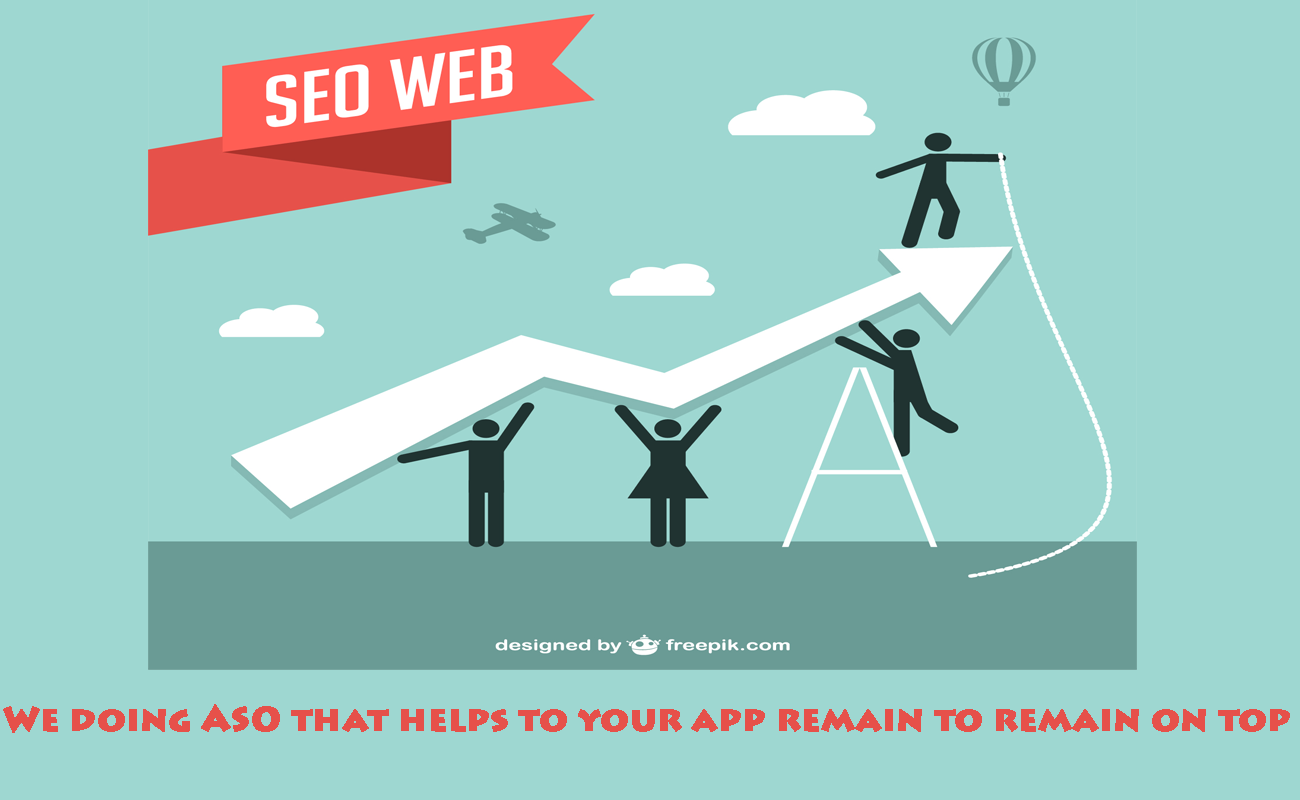 SEO WEB
designed by freepik.com
WE DOING ASO THAT HELPS TO YOUR APP REMAIN TO REMAIN ON TOP